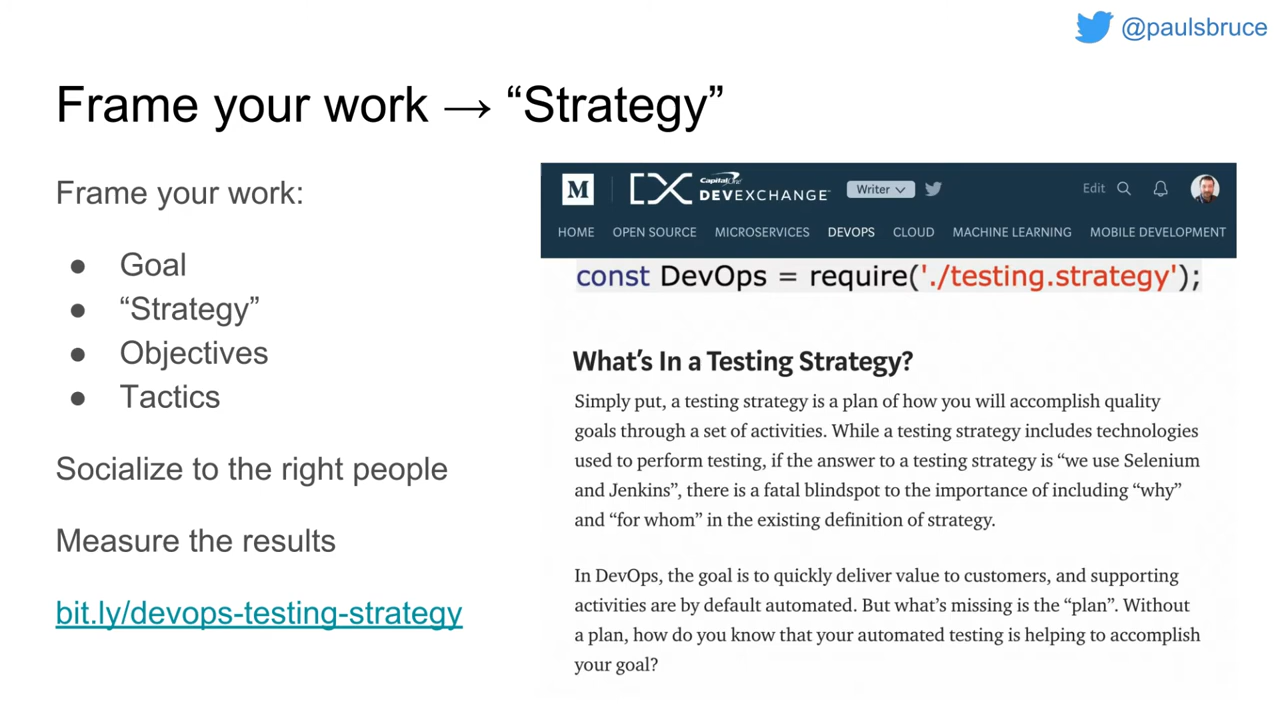 @paulsbruce
Frame your work → “Strategy”
Frame your work:
● Goal
● “Strategy”
● Objectives
● Tactics
Socialize to the right people
Measure the results
bit.ly/devops-testing-strategy
M CapitalOne DEVEXCHANGE Writer Edit
HOME OPEN SOURCE MICROSERVICES DEVOPS CLOUD MACHINE LEARNING MOBILE DEVELOPMENT
const DevOps = require('./testing.strategy');
What’s In a Testing Strategy?
Simply put, a testing strategy is a plan of how you will accomplish quality
goals through a set of activities. While a testing strategy includes technologies
used to perform testing, if the answer to a testing strategy is “we use Selenium
and Jenkins”, there is a fatal blindspot to the importance of including “why”
and “for whom” in the existing definition of strategy.
In DevOps, the goal is to quickly deliver value to customers, and supporting
activities are by default automated. But what’s missing is the “plan”. Without
a plan, how do you know that your automated testing is helping to accomplish
your goal?